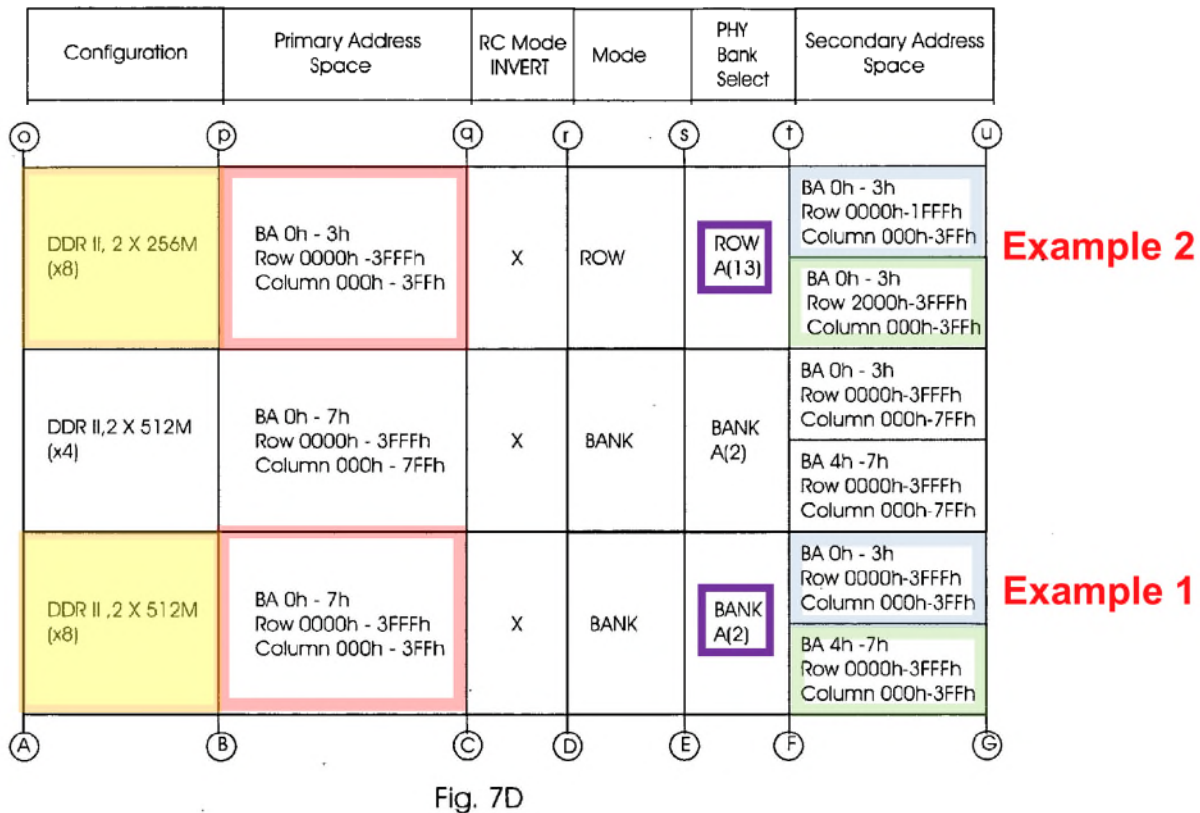 Configuration
Primary Address
Space
RC Mode
INVERT
Mode
PHY
Bank
Select
Secondary Address
Space
o
p
q
r
s
t
u
DDR II, 2 X 256M
(x8)
BA 0h - 3h
Row 0000h -3FFFh
Column 000h - 3FFh
X
ROW
ROW
A(13)
BA 0h - 3h
Row 0000h-1FFFh
Column 000h-3FFh
BA 0h - 3h
Row 2000h-3FFFh
Column 000h-3FFh
Example 2
DDR II,2 X 512M
(x4)
BA 0h - 7h
Row 0000h - 3FFFh
Column 000h - 7FFh
X
BANK
BANK
A(2)
BA 0h - 3h
Row 0000h-3FFFh
Column 000h-7FFh
BA 4h -7h
Row 0000h-3FFFh
Column 000h-7FFh
DDR II ,2 X 512M
(x8)
BA 0h - 7h
Row 0000h - 3FFFh
Column 000h - 3FFh
X
BANK
BANK
A(2)
BA 0h - 3h
Row 0000h-3FFFh
Column 000h-3FFh
BA 4h -7h
Row 0000h-3FFFh
Column 000h-3FFh
Example 1
A
B
C
D
E
F
G
Fig. 7D